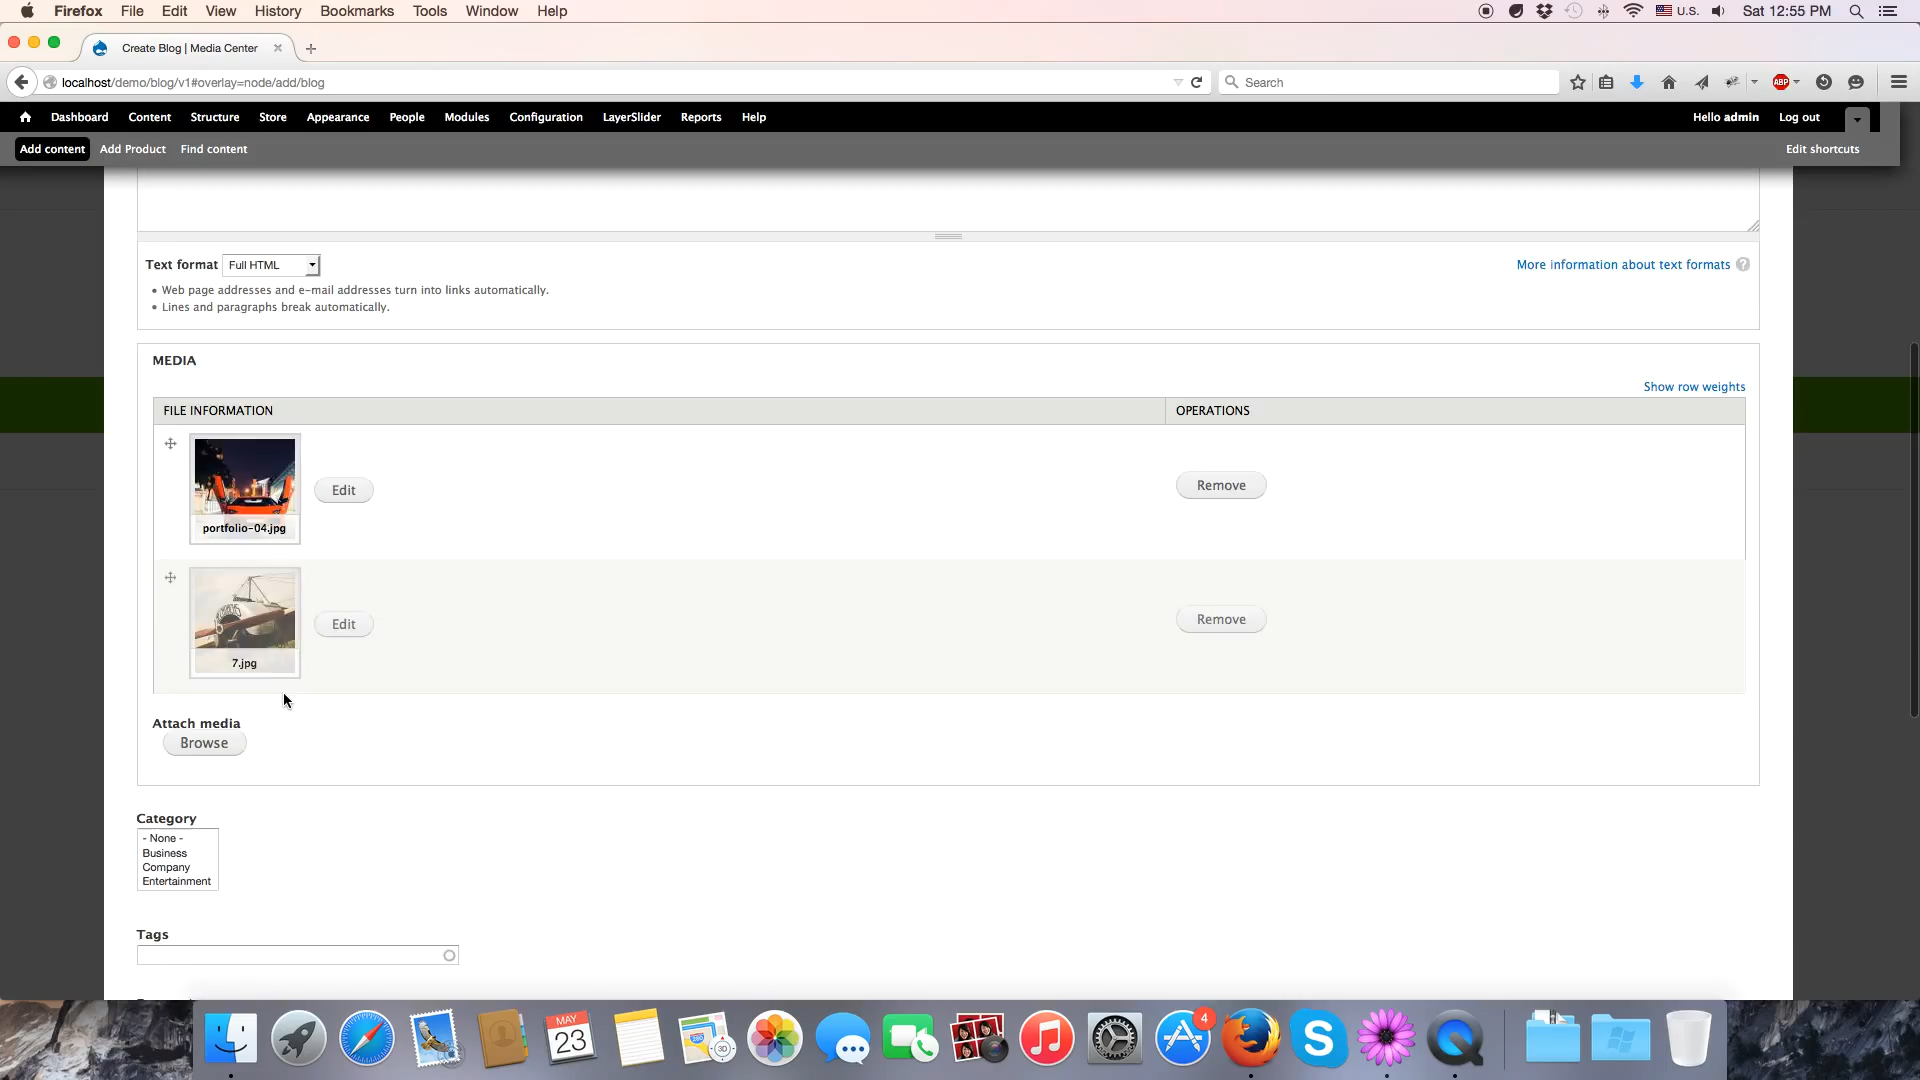 Firefox File Edit View History Bookmarks Tools Window Help U.S. Sat 12:55 PM
Create Blog | Media Center
localhost/demo/blog/v1#overlay=node/add/blog Search ABP
Dashboard Content Structure Store Appearance People Modules Configuration LayerSlider Reports Help Hello admin Log out
Add content Add Product Find content Edit shortcuts
Text format Full HTML More information about text formats ?
• Web page addresses and e-mail addresses turn into links automatically.
• Lines and paragraphs break automatically.
MEDIA
Show row weights
FILE INFORMATION OPERATIONS
Edit Remove
portfolio-04.jpg
Edit Remove
7.jpg
Attach media
Browse
Category
- None -
Business
Company
Entertainment
Tags
MAY
23
3D
4